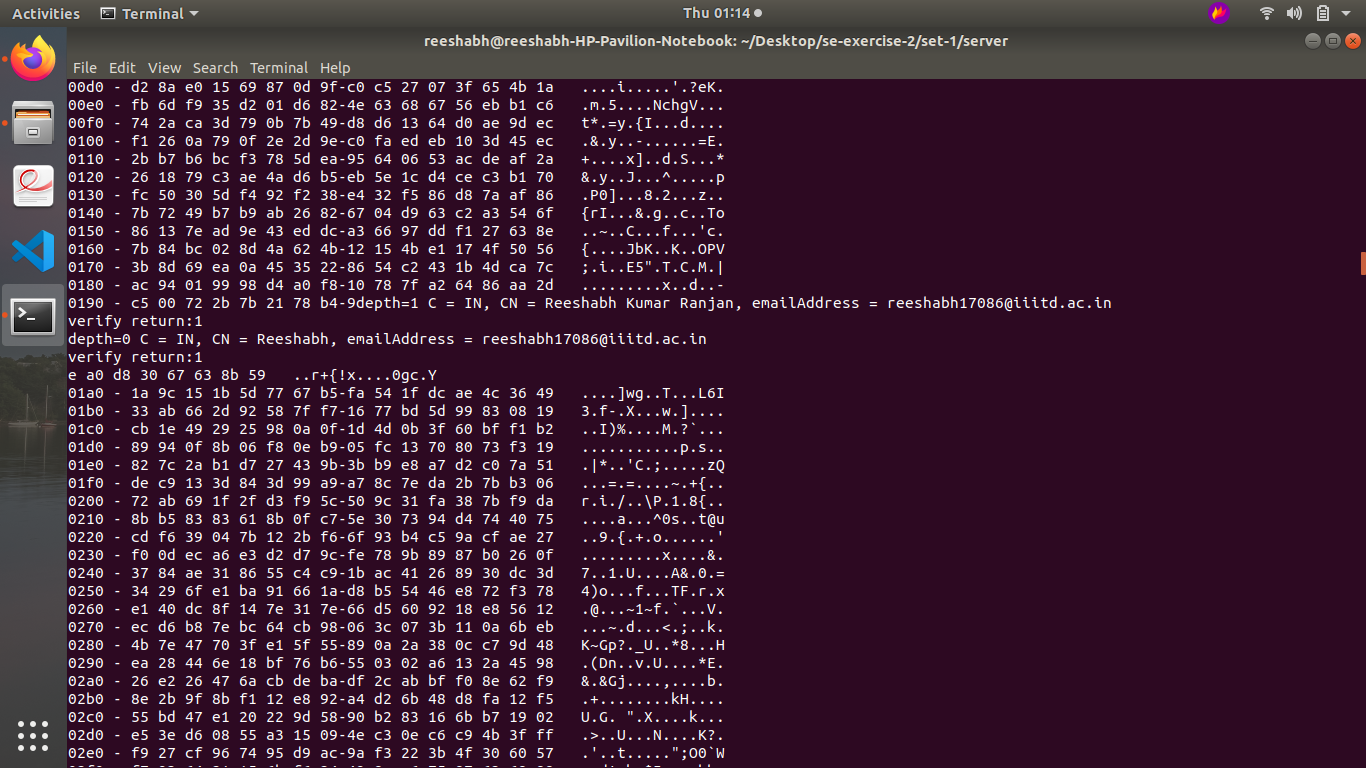 Activities Terminal Thu 01:14
reeshabh@reeshabh-HP-Pavilion-Notebook: ~/Desktop/se-exercise-2/set-1/server
File Edit View Search Terminal Help
00d0 - d2 8a e0 15 69 87 0d 9f-c0 c5 27 07 3f 65 4b 1a   ....i.....'.?eK.
00e0 - fb 6d f9 35 d2 01 d6 82-4e 63 68 67 56 eb b1 c6   .m.5....NchgV...
00f0 - 74 2a ca 3d 79 0b 7b 49-d8 d6 13 64 d0 ae 9d ec   t*.=y.{I...d....
0100 - f1 26 0a 79 0f 2e 2d 9e-c0 fa ed eb 10 3d 45 ec   .&.y..-......=E.
0110 - 2b b7 b6 bc f3 78 5d ea-95 64 06 53 ac de af 2a   +....x]..d.S...*
0120 - 26 18 79 c3 ae 4a d6 b5-eb 5e 1c d4 ce c3 b1 70   &.y..J...^.....p
0130 - fc 50 30 5d f4 92 f2 38-e4 32 f5 86 d8 7a af 86   .P0]...8.2...z..
0140 - 7b 72 49 b7 b9 ab 26 82-67 04 d9 63 c2 a3 54 6f   {rI...&.g..c..To
0150 - 86 13 7e ad 9e 43 ed dc-a3 66 97 dd f1 27 63 8e   ..~..C...f...'c.
0160 - 7b 84 bc 02 8d 4a 62 4b-12 15 4b e1 17 4f 50 56   {....JbK..K..OPV
0170 - 3b 8d 69 ea 0a 45 35 22-86 54 c2 43 1b 4d ca 7c   ;.i..E5".T.C.M.|
0180 - ac 94 01 99 98 d4 a0 f8-10 78 7f a2 64 86 aa 2d   .........x..d..-
0190 - c5 00 72 2b 7b 21 78 b4-9depth=1 C = IN, CN = Reeshabh Kumar Ranjan, emailAddress = reeshabh17086@iiitd.ac.in
verify return:1
depth=0 C = IN, CN = Reeshabh, emailAddress = reeshabh17086@iiitd.ac.in
verify return:1
e a0 d8 30 67 63 8b 59   ..r+{!x....0gc.Y
01a0 - 1a 9c 15 1b 5d 77 67 b5-fa 54 1f dc ae 4c 36 49   ....]wg..T...L6I
01b0 - 33 ab 66 2d 92 58 7f f7-16 77 bd 5d 99 83 08 19   3.f-.X...w.]....
01c0 - cb 1e 49 29 25 98 0a 0f-1d 4d 0b 3f 60 bf f1 b2   ..I)%....M.?`...
01d0 - 89 94 0f 8b 06 f8 0e b9-05 fc 13 70 80 73 f3 19   ...........p.s..
01e0 - 82 7c 2a b1 d7 27 43 9b-3b b9 e8 a7 d2 c0 7a 51   .|*..'C.;.....zQ
01f0 - de c9 13 3d 84 3d 99 a9-a7 8c 7e da 2b 7b b3 06   ...=.=....~.+{..
0200 - 72 ab 69 1f 2f d3 f9 5c-50 9c 31 fa 38 7b f9 da   r.i./..\P.1.8{..
0210 - 8b b5 83 83 61 8b 0f c7-5e 30 73 94 d4 74 40 75   ....a...^0s..t@u
0220 - cd f6 39 04 7b 12 2b f6-6f 93 b4 c5 9a cf ae 27   ..9.{.+.o......'
0230 - f0 0d ec a6 e3 d2 d7 9c-fe 78 9b 89 87 b0 26 0f   .........x....&.
0240 - 37 84 ae 31 86 55 c4 c9-1b ac 41 26 89 30 dc 3d   7..1.U....A&.0.=
0250 - 34 29 6f e1 ba 91 66 1a-d8 b5 54 46 e8 72 f3 78   4)o...f...TF.r.x
0260 - e1 40 dc 8f 14 7e 31 7e-66 d5 60 92 18 e8 56 12   .@...~1~f.`...V.
0270 - ec d6 b8 7e bc 64 cb 98-06 3c 07 3b 11 0a 6b eb   ...~.d...<.;..k.
0280 - 4b 7e 47 70 3f e1 5f 55-89 0a 2a 38 0c c7 9d 48   K~Gp?._U..*8...H
0290 - ea 28 44 6e 18 bf 76 b6-55 03 02 a6 13 2a 45 98   .(Dn..v.U....*E.
02a0 - 26 e2 26 47 6a cb de ba-df 2c ab bf f0 8e 62 f9   &.&Gj....,....b.
02b0 - 8e 2b 9f 8b f1 12 e8 92-a4 d2 6b 48 d8 fa 12 f5   .+........kH....
02c0 - 55 bd 47 e1 20 22 9d 58-90 b2 83 16 6b b7 19 02   U.G. ".X....k...
02d0 - e5 3e d6 08 55 a3 15 09-4e c3 0e c6 c9 4b 3f ff   .>..U...N....K?.
02e0 - f9 27 cf 96 74 95 d9 ac-9a f3 22 3b 4f 30 60 57   .'..t.....";O0`W